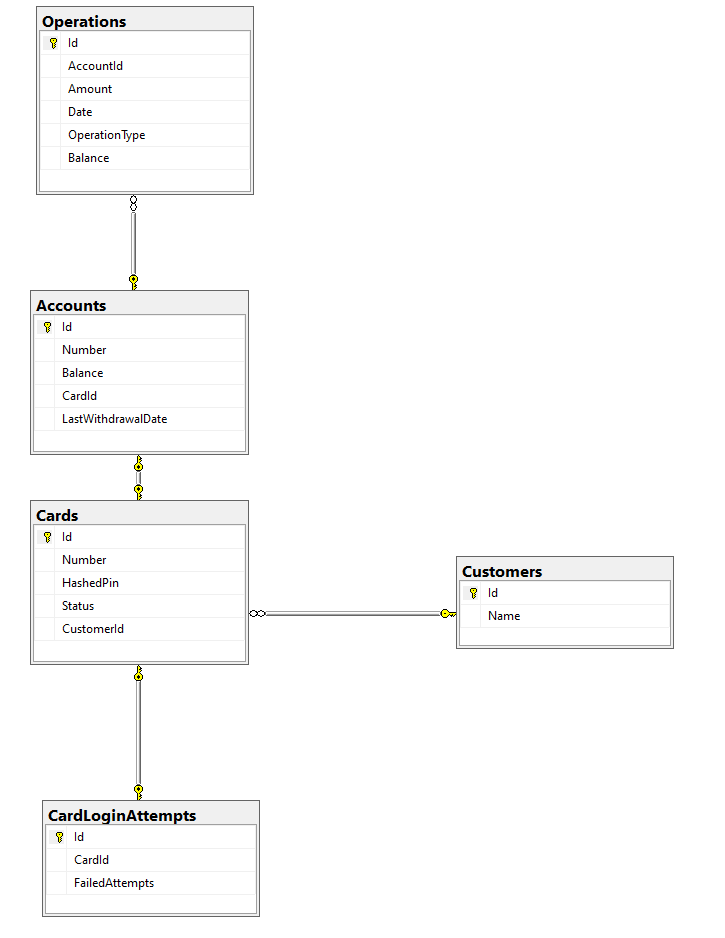 Operations
Id
AccountId
Amount
Date
OperationType
Balance
Accounts
Id
Number
Balance
CardId
LastWithdrawalDate
Cards
Id
Number
HashedPin
Status
CustomerId
Customers
Id
Name
CardLoginAttempts
Id
CardId
FailedAttempts